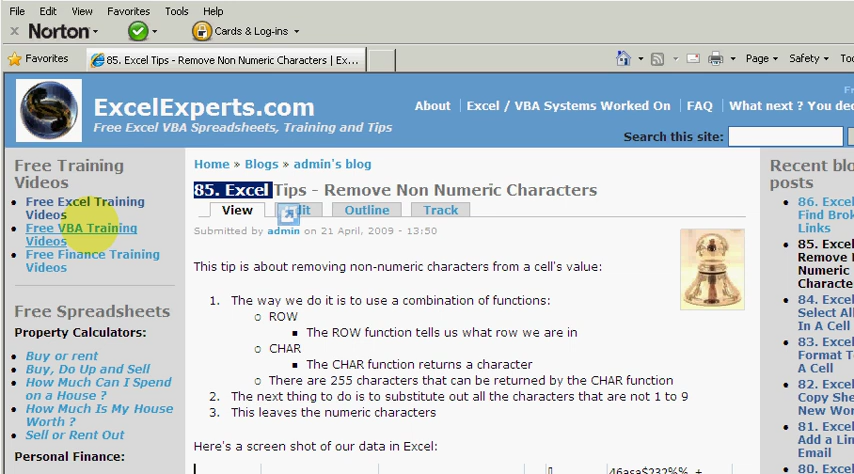 File Edit View Favorites Tools Help
Norton Cards & Log-ins
Favorites 85. Excel Tips - Remove Non Numeric Characters | Ex... Page Safety Too
ExcelExperts.com
Free Excel VBA Spreadsheets, Training and Tips
About Excel / VBA Systems Worked On FAQ What next ? You dec
Search this site:
Free Training
Videos
Free Excel Training
Videos
Free VBA Training
Videos
Free Finance Training
Videos
Free Spreadsheets
Property Calculators:
Buy or rent
Buy, Do Up and Sell
How Much Can I Spend
on a House ?
How Much Is My House
Worth ?
Sell or Rent Out
Personal Finance:
Home » Blogs » admin's blog
85. Excel Tips - Remove Non Numeric Characters
View Edit Outline Track
Submitted by admin on 21 April, 2009 - 13:50
This tip is about removing non-numeric characters from a cell's value:
1. The way we do it is to use a combination of functions:
ROW
The ROW function tells us what row we are in
CHAR
The CHAR function returns a character
There are 255 characters that can be returned by the CHAR function
2. The next thing to do is to substitute out all the characters that are not 1 to 9
3. This leaves the numeric characters
Here's a screen shot of our data in Excel:
Recent blo
posts
86. Exce
Find Brok
Links
85. Exce
Remove
Numeric
Characte
84. Exce
Select All
In A Cell
83. Exce
Format T
A Cell
82. Exce
Copy She
New Wor
81. Exce
Add a Lin
Email
80. Exce